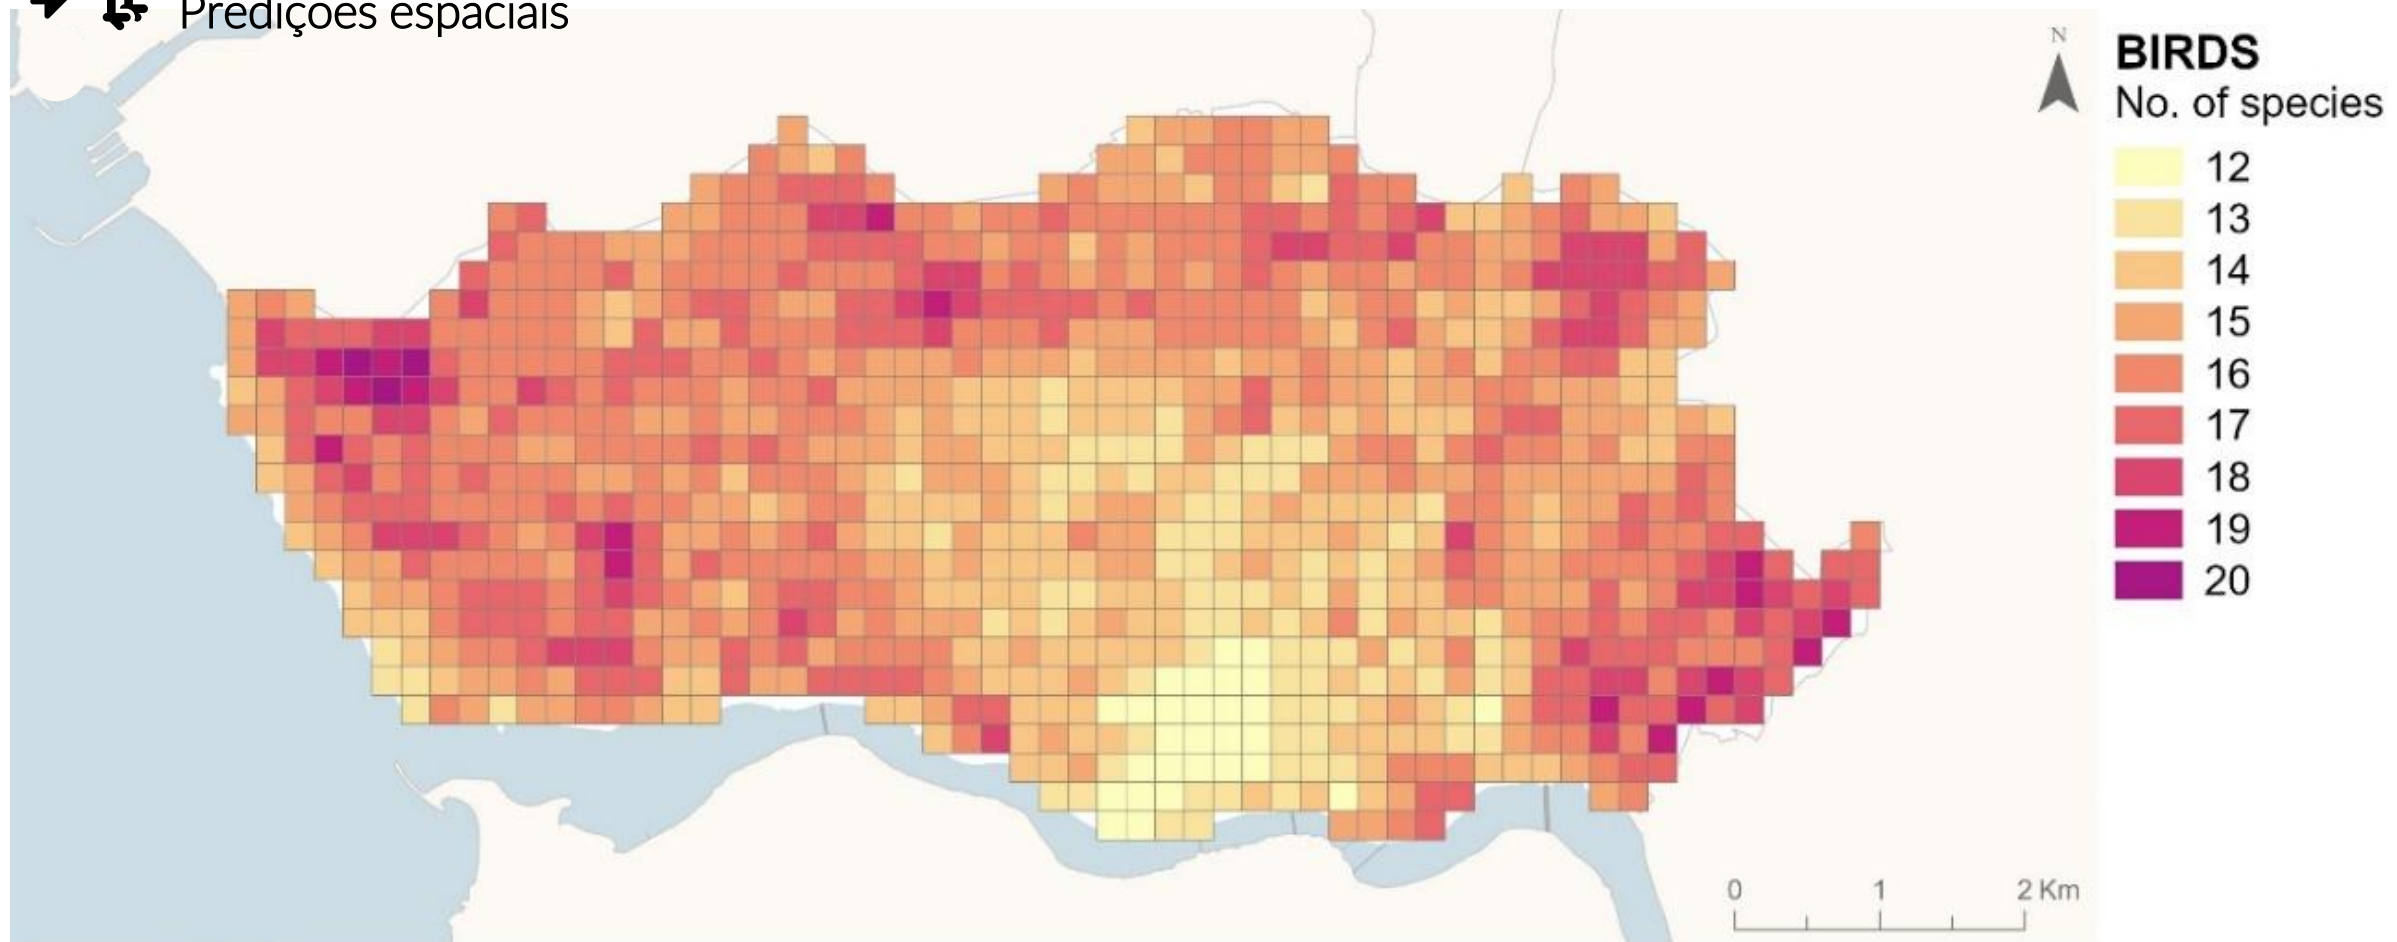 Predições espaciais
N
BIRDS
No. of species
12
13
14
15
16
17
18
19
20
0 1 2 Km